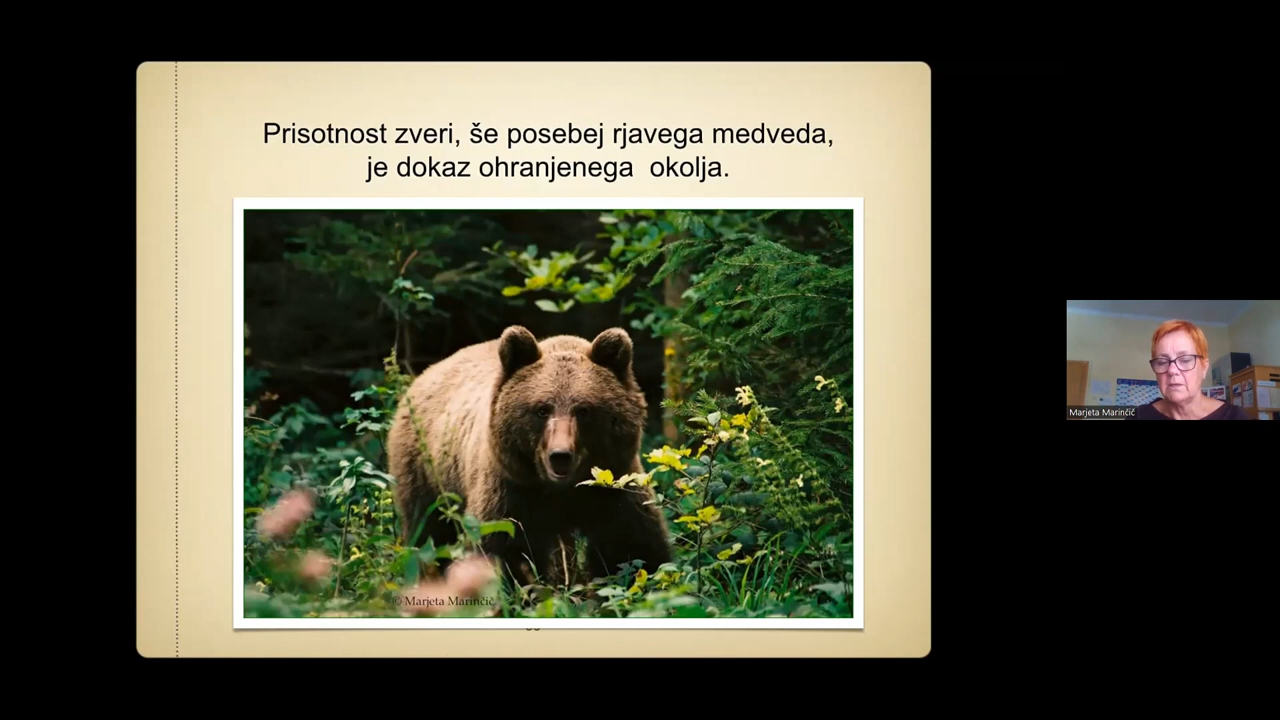 Prisotnost zveri, še posebej rjavega medveda,
je dokaz ohranjenega okolja.
© Marjeta Marinčič
Marjeta Marinčič